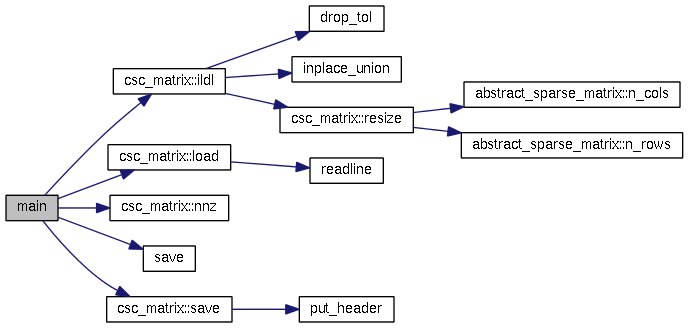 drop_tol
inplace_union
csc_matrix::ildl
abstract_sparse_matrix::n_cols
csc_matrix::resize
abstract_sparse_matrix::n_rows
csc_matrix::load
readline
main
csc_matrix::nnz
save
csc_matrix::save
put_header